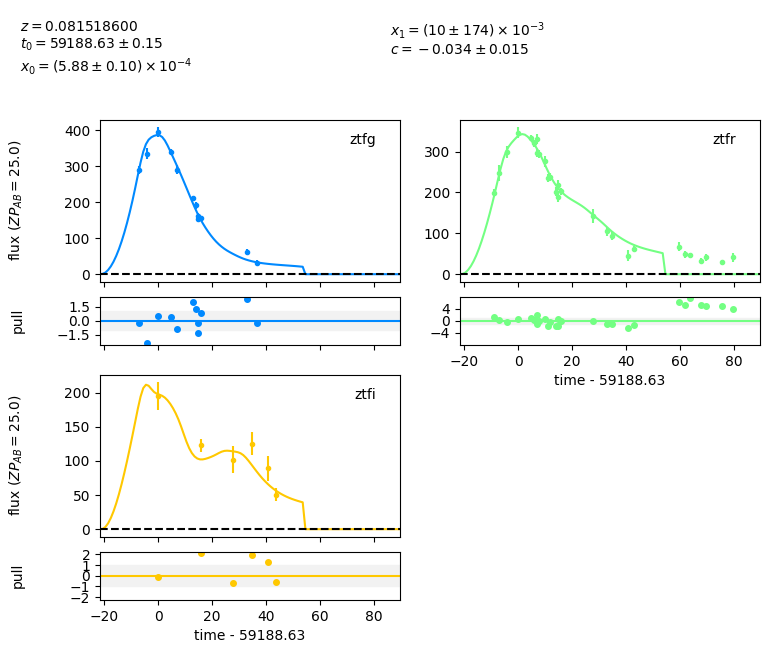 z = 0.081518600
t₀ = 59188.63 ± 0.15
x₀ = (5.88 ± 0.10) × 10⁻⁴
x₁ = (10 ± 174) × 10⁻³
c = −0.034 ± 0.015
ztfg
flux (ZP_AB = 25.0)
400
300
200
100
0
ztfr
300
200
100
0
pull
1.5
0.0
−1.5
4
0
−4
−20 0 20 40 60 80
time - 59188.63
ztfi
flux (ZP_AB = 25.0)
200
150
100
50
0
pull
2
1
0
−1
−2
−20 0 20 40 60 80
time - 59188.63